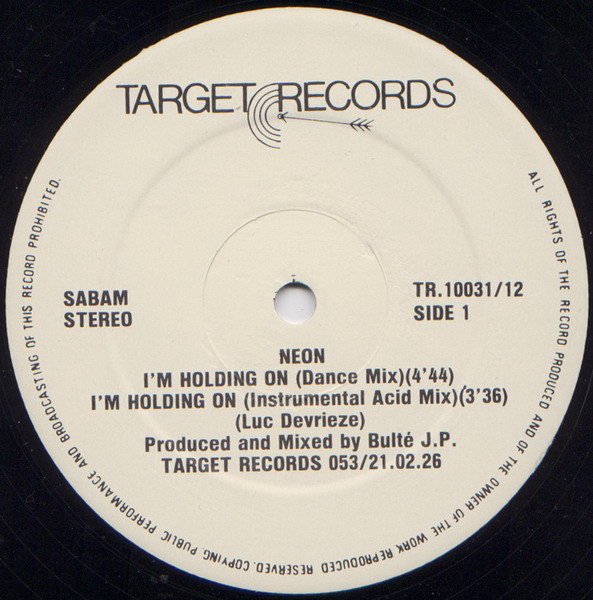 TARGET RECORDS
SABAM
STEREO
TR.10031/12
SIDE 1
NEON
I'M HOLDING ON (Dance Mix)(4'44)
I'M HOLDING ON (Instrumental Acid Mix)(3'36)
(Luc Devrieze)
Produced and Mixed by Bulté J.P.
TARGET RECORDS 053/21.02.26
ALL RIGHTS OF THE RECORD PRODUCED AND OF THE OWNER OF THE WORK REPRODUCED RESERVED. COPYING, PUBLIC PERFORMANCE AND BROADCASTING OF THIS RECORD PROHIBITED.